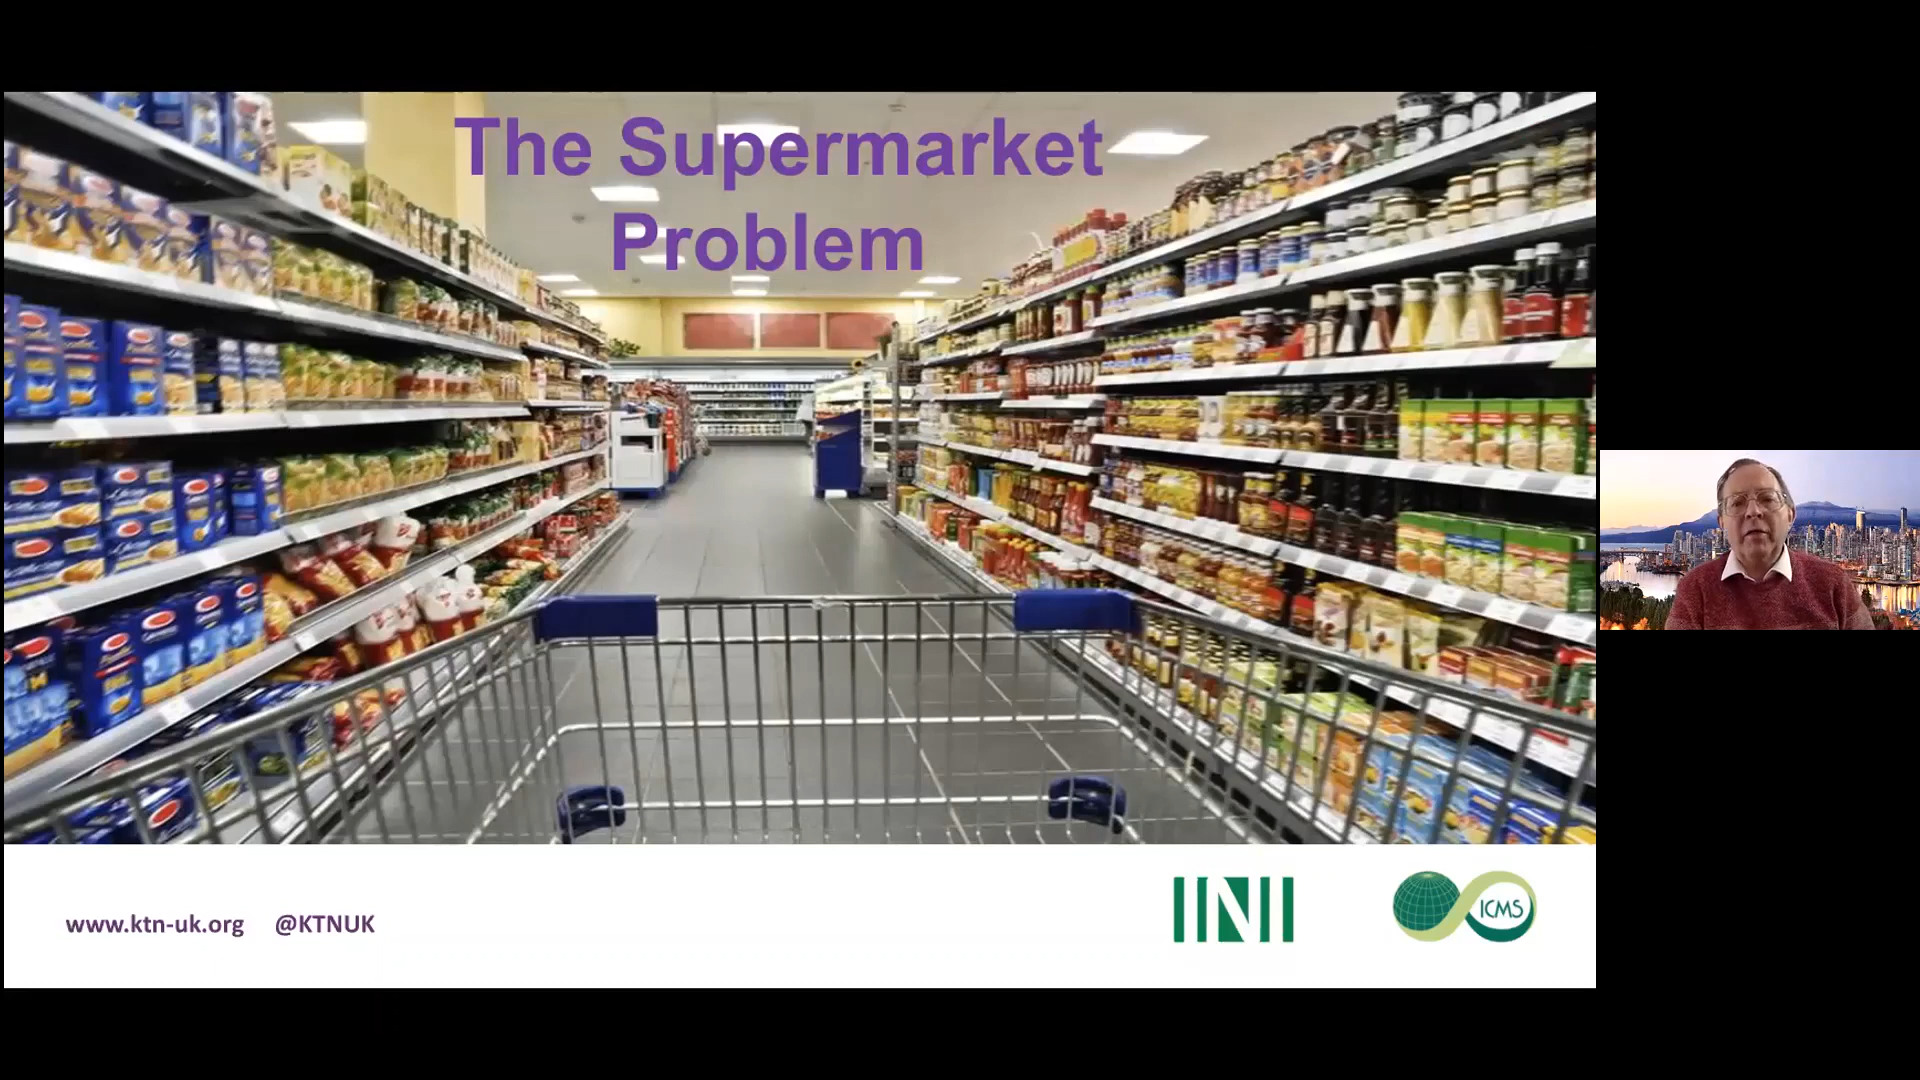 The Supermarket
Problem
www.ktn-uk.org @KTNUK
INI
ICMS